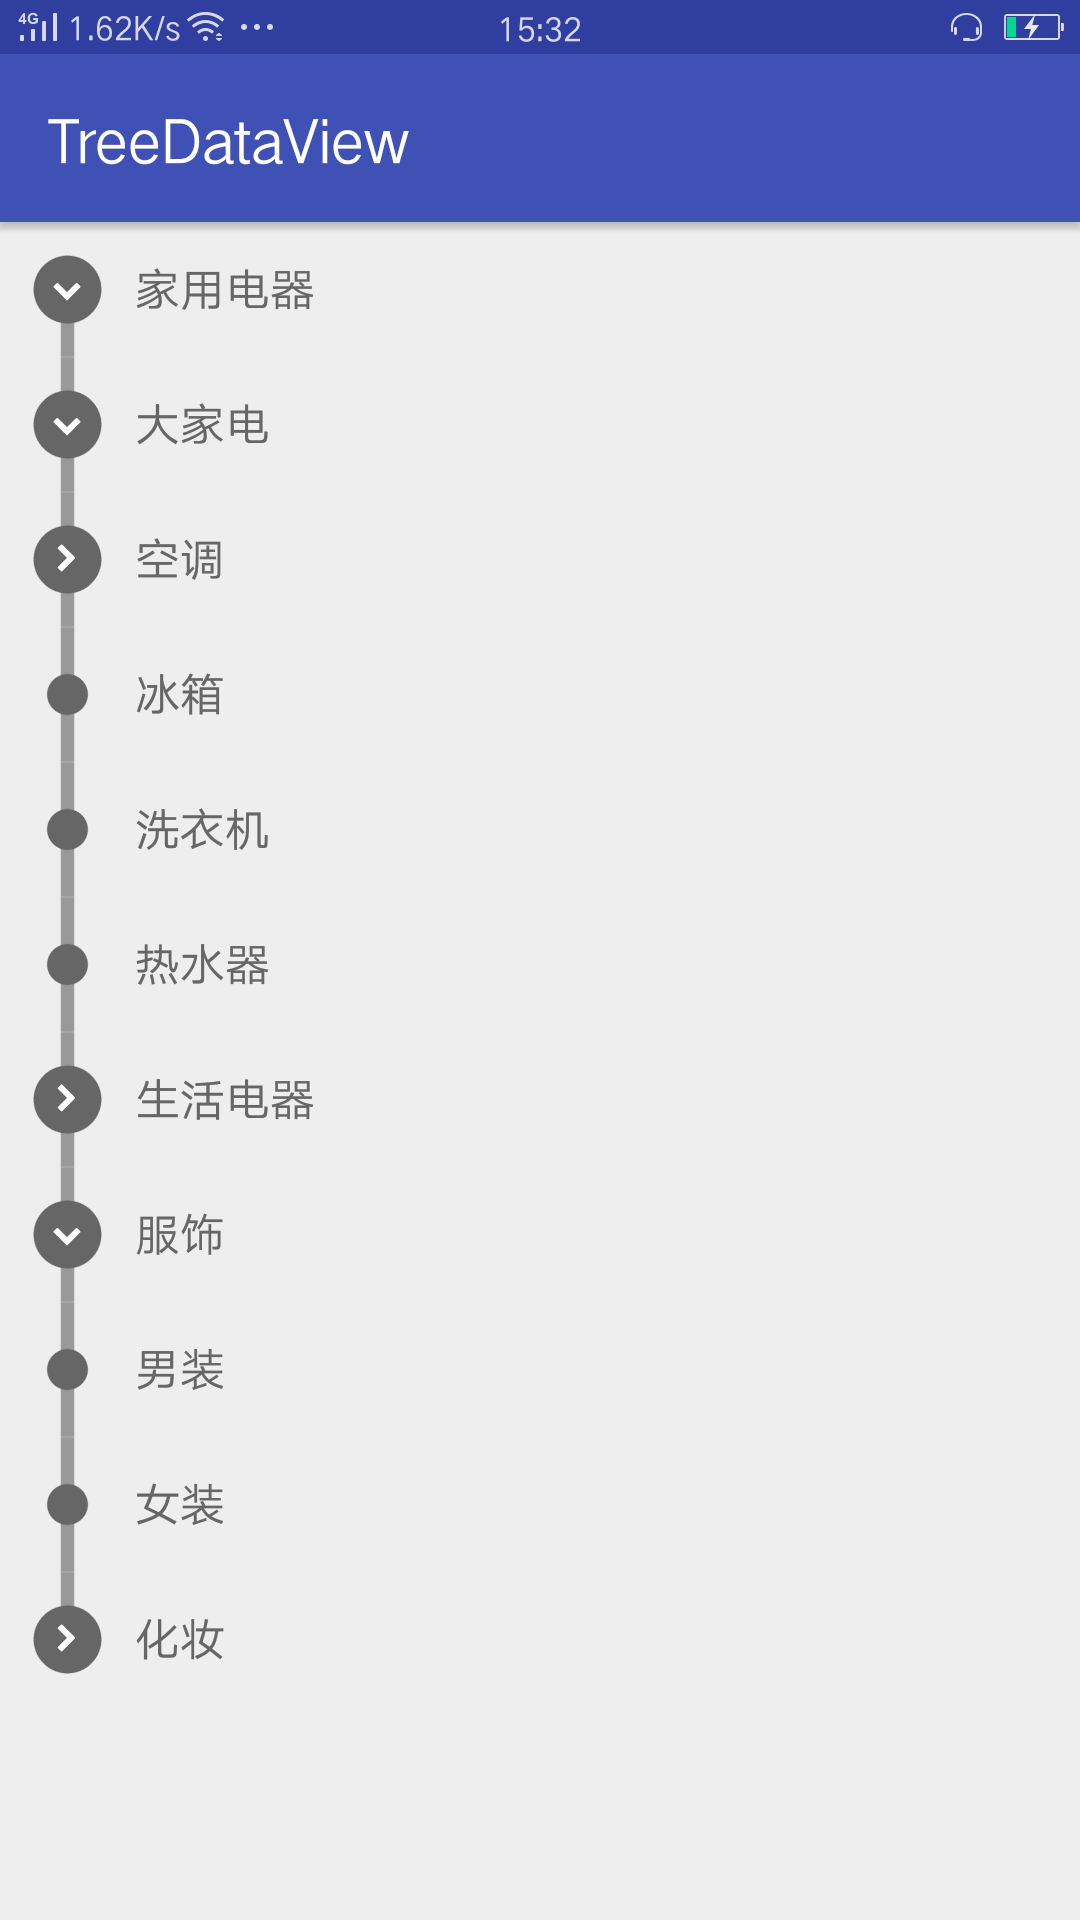 4G 1.62K/s 15:32
TreeDataView
家用电器
大家电
空调
冰箱
洗衣机
热水器
生活电器
服饰
男装
女装
化妆